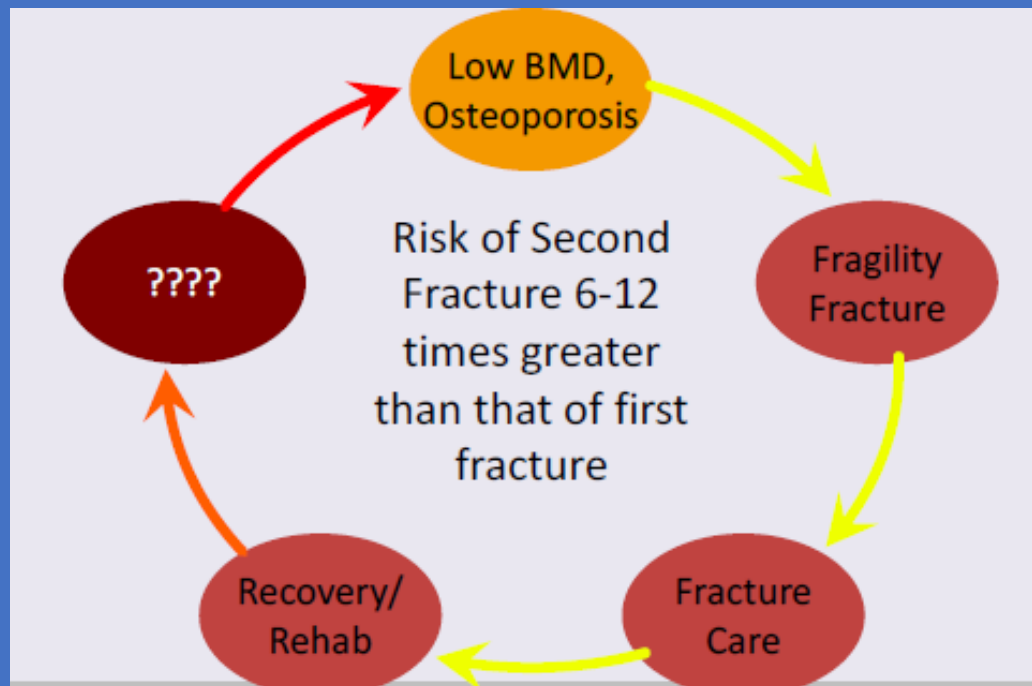 Low BMD,
Osteoporosis
Fragility
Fracture
Fracture
Care
Recovery/
Rehab
????
Risk of Second
Fracture 6-12
times greater
than that of first
fracture